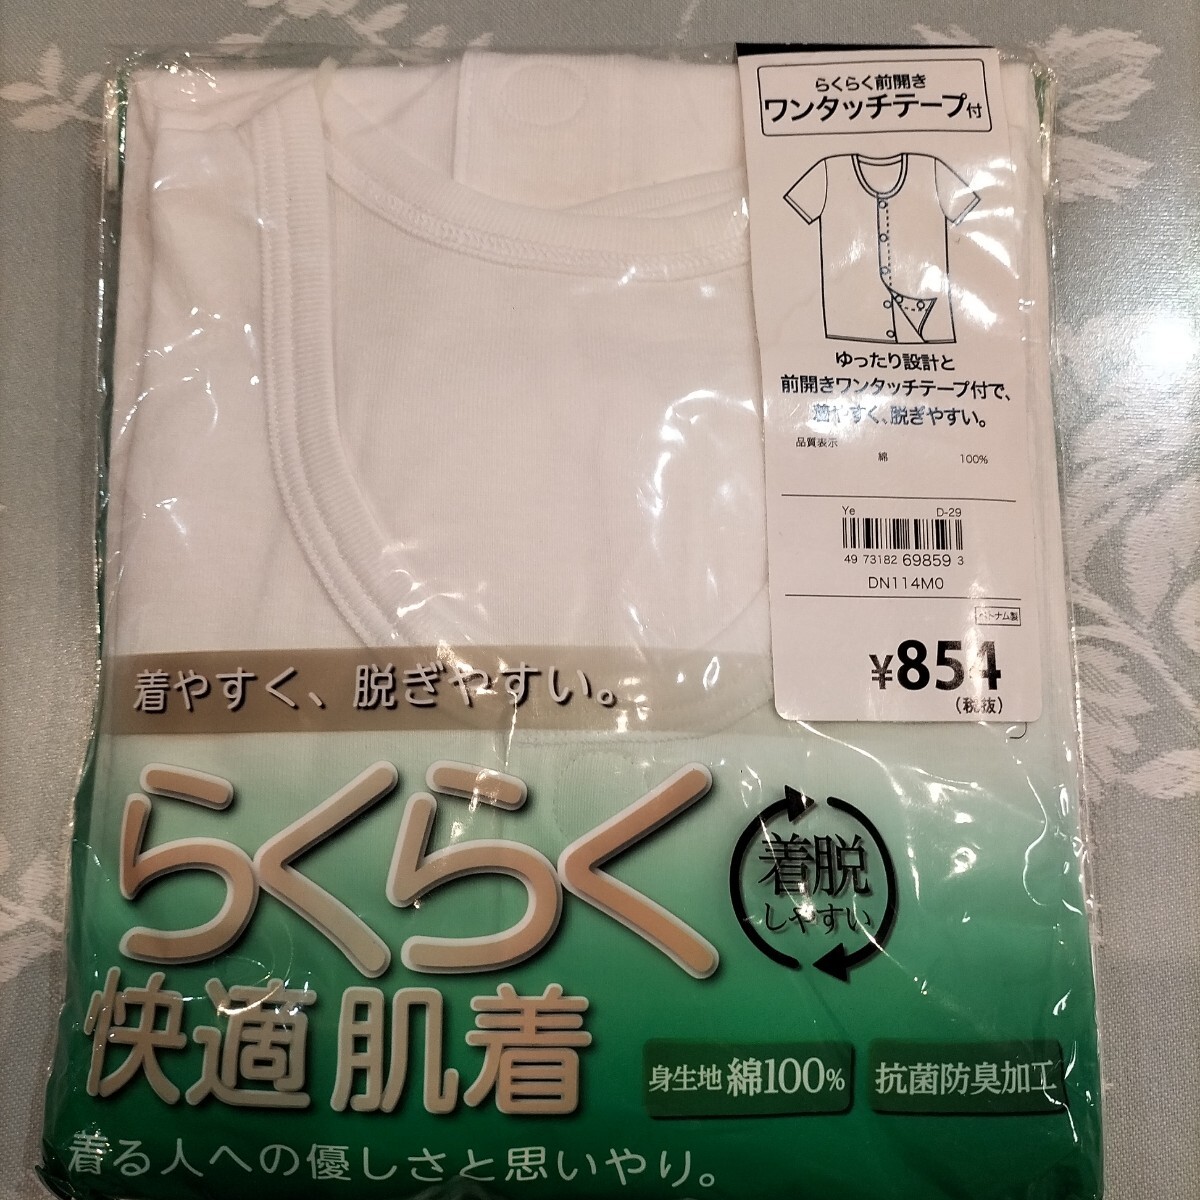 らくらく前開き
ワンタッチテープ付
ゆったり設計と
前開きワンタッチテープ付で、
着やすく、脱ぎやすい。
品質表示
綿 100%
Ye D-29
49 73182 69859 3
DN114M0
ベトナム製
¥854
(税抜)
着やすく、脱ぎやすい。
らくらく
快適肌着
着脱
しやすい
身生地 綿100%
抗菌防臭加工
着る人への優しさと思いやり。